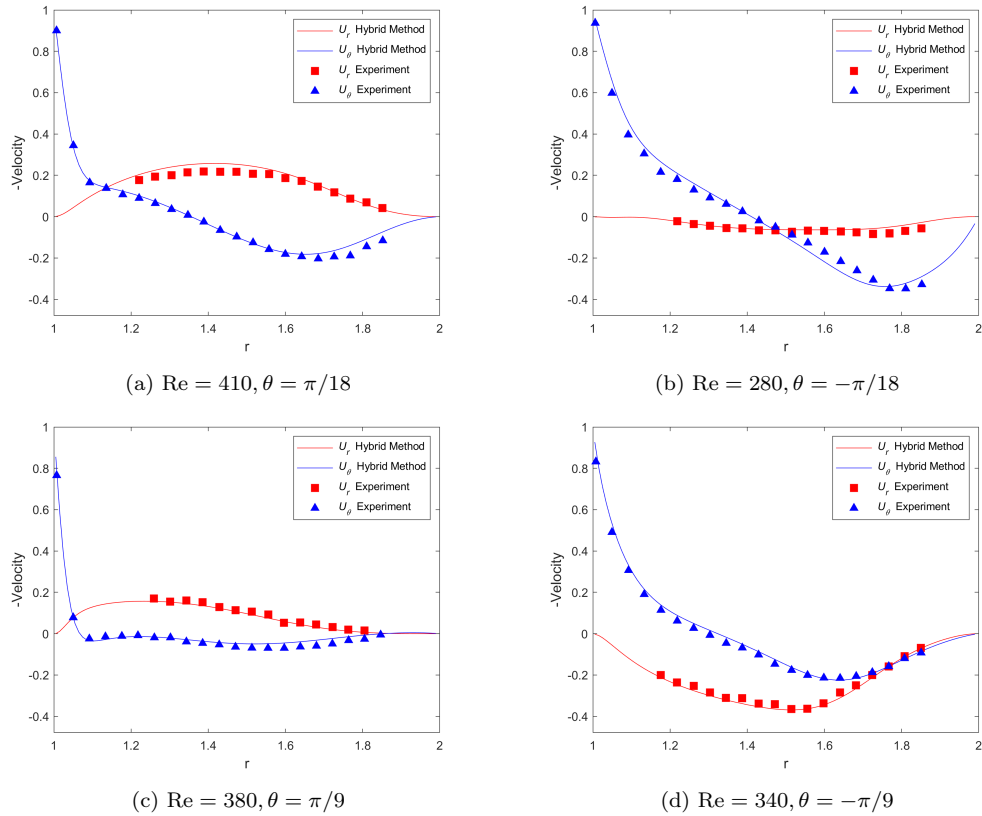 1
0.8
0.6
0.4
0.2
0
-0.2
-0.4
-Velocity
1
1.2
1.4
1.6
1.8
2
r
U_r Hybrid Method
U_θ Hybrid Method
U_r Experiment
U_θ Experiment
(a) Re = 410, θ = π/18
1
0.8
0.6
0.4
0.2
0
-0.2
-0.4
-Velocity
1
1.2
1.4
1.6
1.8
2
r
U_r Hybrid Method
U_θ Hybrid Method
U_r Experiment
U_θ Experiment
(b) Re = 280, θ = −π/18
1
0.8
0.6
0.4
0.2
0
-0.2
-0.4
-Velocity
1
1.2
1.4
1.6
1.8
2
r
U_r Hybrid Method
U_θ Hybrid Method
U_r Experiment
U_θ Experiment
(c) Re = 380, θ = π/9
1
0.8
0.6
0.4
0.2
0
-0.2
-0.4
-Velocity
1
1.2
1.4
1.6
1.8
2
r
U_r Hybrid Method
U_θ Hybrid Method
U_r Experiment
U_θ Experiment
(d) Re = 340, θ = −π/9